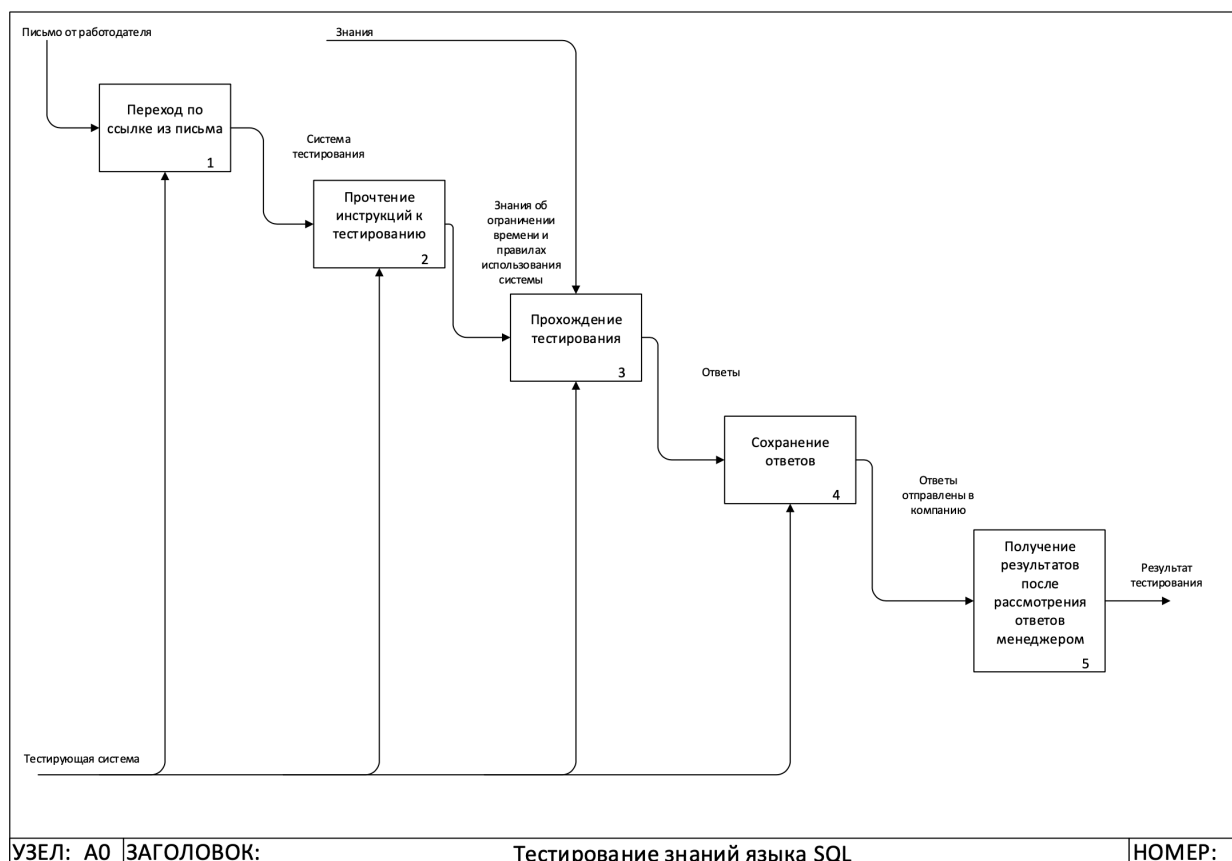 Письмо от работодателя
Знания
Переход по
ссылке из письма
1
Система
тестирования
Прочтение
инструкций к
тестированию
2
Знания об
ограничении
времени и
правилах
использования
системы
Прохождение
тестирования
3
Ответы
Сохранение
ответов
4
Ответы
отправлены в
компанию
Получение
результатов
после
рассмотрения
ответов
менеджером
5
Результат
тестирования
Тестирующая система
УЗЕЛ: A0 ЗАГОЛОВОК: Тестирование знаний языка SQL НОМЕР: